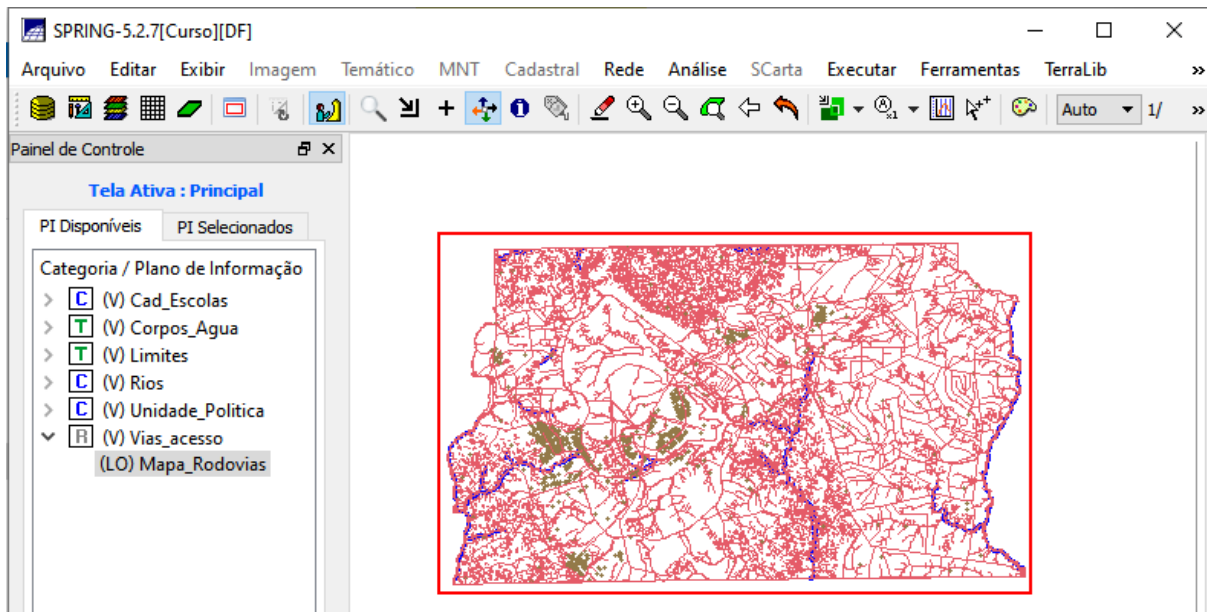 SPRING-5.2.7[Curso][DF]
Arquivo Editar Exibir Imagem Temático MNT Cadastral Rede Análise SCarta Executar Ferramentas TerraLib »
Auto 1/ »
Painel de Controle
Tela Ativa : Principal
PI Disponíveis PI Selecionados
Categoria / Plano de Informação
C (V) Cad_Escolas
T (V) Corpos_Agua
T (V) Limites
C (V) Rios
C (V) Unidade_Politica
R (V) Vias_acesso
(LO) Mapa_Rodovias